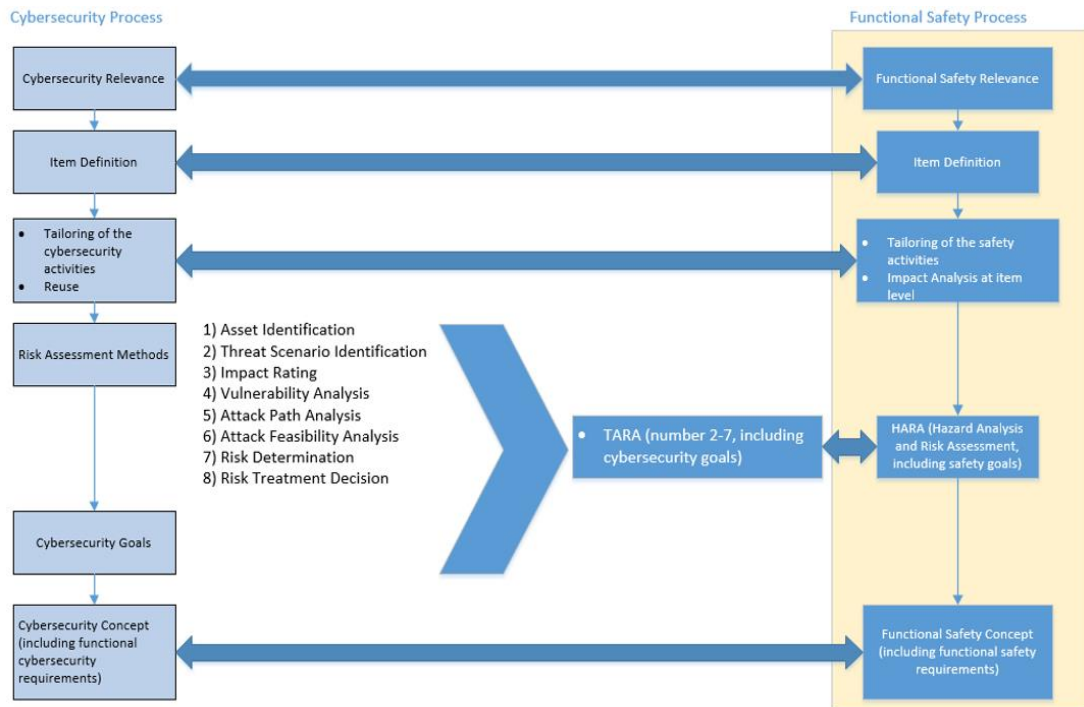 Cybersecurity Process
Functional Safety Process
Cybersecurity Relevance
Functional Safety Relevance
Item Definition
Item Definition
• Tailoring of the
cybersecurity
activities
• Reuse
• Tailoring of the safety
activities
• Impact Analysis at item
level
Risk Assessment Methods
1) Asset Identification
2) Threat Scenario Identification
3) Impact Rating
4) Vulnerability Analysis
5) Attack Path Analysis
6) Attack Feasibility Analysis
7) Risk Determination
8) Risk Treatment Decision
• TARA (number 2-7, including
cybersecurity goals)
HARA (Hazard Analysis
and Risk Assessment,
including safety goals)
Cybersecurity Goals
Cybersecurity Concept
(including functional
cybersecurity
requirements)
Functional Safety Concept
(including functional safety
requirements)